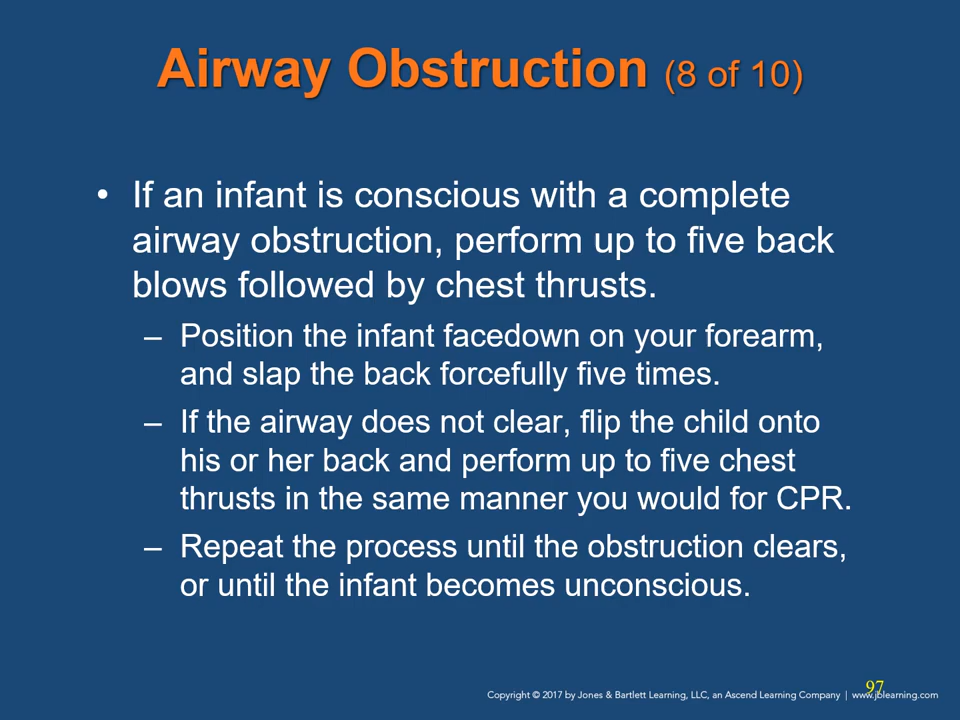 Airway Obstruction (8 of 10)
• If an infant is conscious with a complete
airway obstruction, perform up to five back
blows followed by chest thrusts.
– Position the infant facedown on your forearm,
and slap the back forcefully five times.
– If the airway does not clear, flip the child onto
his or her back and perform up to five chest
thrusts in the same manner you would for CPR.
– Repeat the process until the obstruction clears,
or until the infant becomes unconscious.
97
Copyright © 2017 by Jones & Bartlett Learning, LLC, an Ascend Learning Company | www.jblearning.com